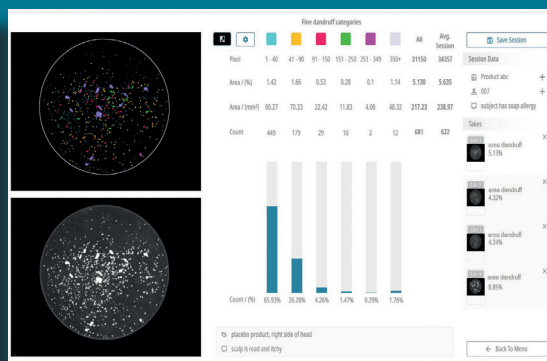 Fine dandruff categories
All Avg. Session
Pixel 1 - 40 41 - 90 91 - 150 151 - 250 251 - 349 350+ 31150 34357
Area / (%) 1.42 1.66 0.53 0.28 0.1 1.14 5.130 5.635
Area / (mm²) 60.27 70.33 22.42 11.83 4.06 48.32 217.23 238.97
Count 449 179 29 10 2 12 681 622
Count / (%) 65.93% 26.28% 4.26% 1.47% 0.29% 1.76%
placebo product, right side of head
scalp is read and itchy
Save Session
Session Data
Product abc +
007 +
subject has soap allergy
Takes
area dandruff
5.13%
area dandruff
4.32%
area dandruff
4.24%
area dandruff
8.85%
← Back To Menu